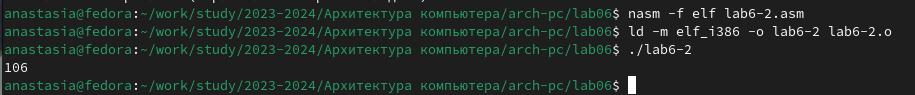 anastasia@fedora:~/work/study/2023-2024/Архитектура компьютера/arch-pc/lab06$ nasm -f elf lab6-2.asm
anastasia@fedora:~/work/study/2023-2024/Архитектура компьютера/arch-pc/lab06$ ld -m elf_i386 -o lab6-2 lab6-2.o
anastasia@fedora:~/work/study/2023-2024/Архитектура компьютера/arch-pc/lab06$ ./lab6-2
106
anastasia@fedora:~/work/study/2023-2024/Архитектура компьютера/arch-pc/lab06$